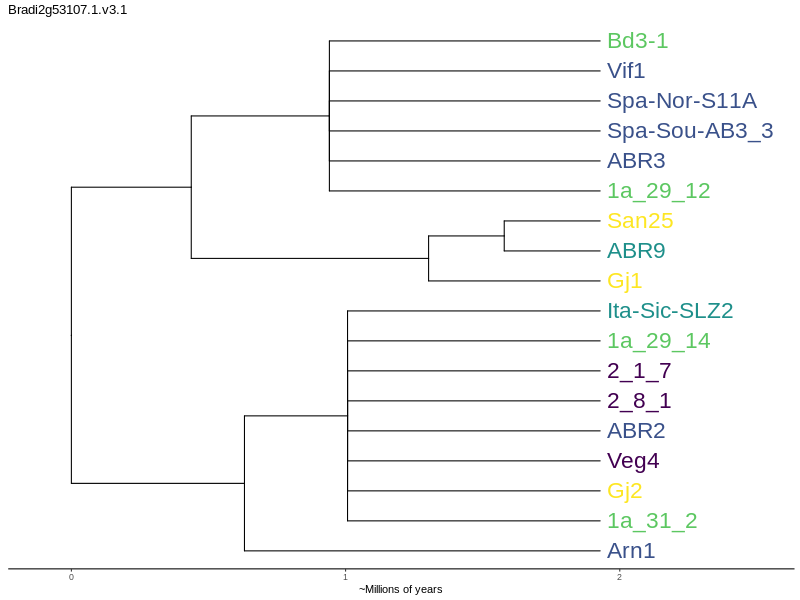 Bradi2g53107.1.v3.1
Bd3-1
Vif1
Spa-Nor-S11A
Spa-Sou-AB3_3
ABR3
1a_29_12
San25
ABR9
Gj1
Ita-Sic-SLZ2
1a_29_14
2_1_7
2_8_1
ABR2
Veg4
Gj2
1a_31_2
Arn1
0 1 2
~Millions of years